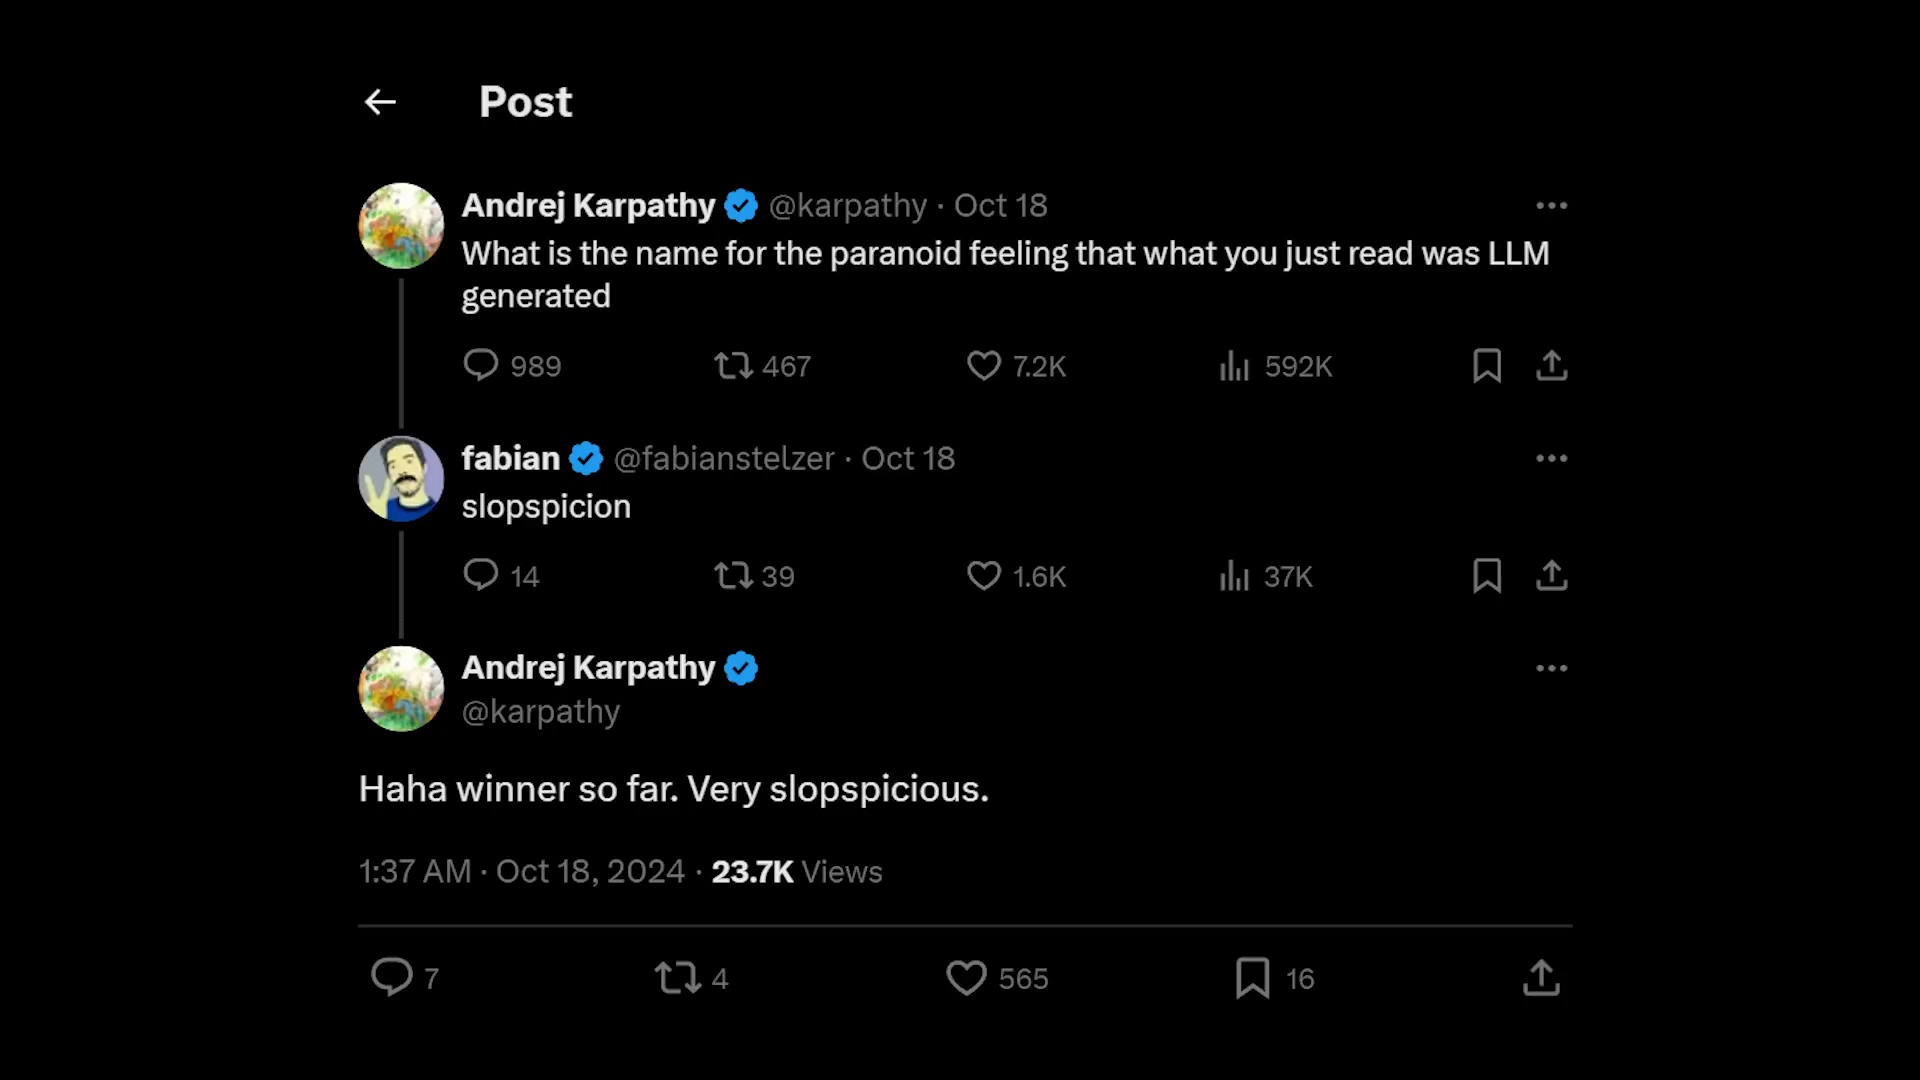 Post
Andrej Karpathy @karpathy · Oct 18
What is the name for the paranoid feeling that what you just read was LLM
generated
989 467 7.2K 592K
fabian @fabianstelzer · Oct 18
slopspicion
14 39 1.6K 37K
Andrej Karpathy
@karpathy
Haha winner so far. Very slopspicious.
1:37 AM · Oct 18, 2024 · 23.7K Views
7 4 565 16